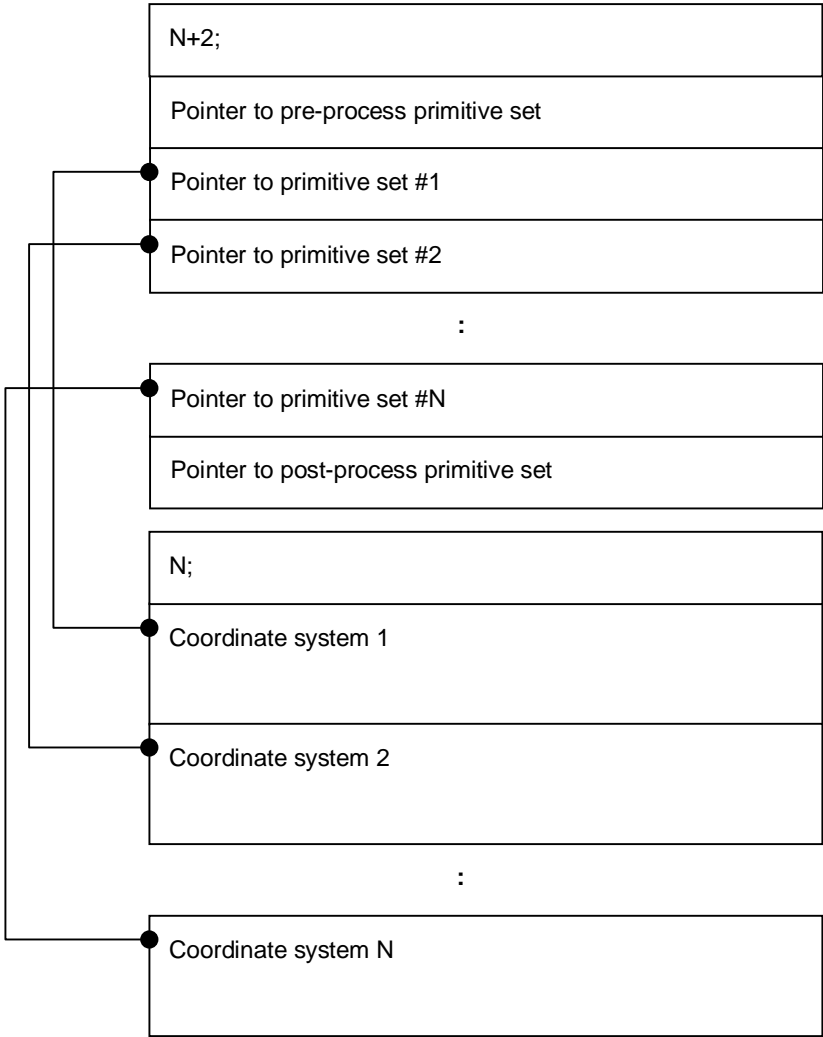 N+2;
Pointer to pre-process primitive set
Pointer to primitive set #1
Pointer to primitive set #2
:
Pointer to primitive set #N
Pointer to post-process primitive set
N;
Coordinate system 1
Coordinate system 2
:
Coordinate system N